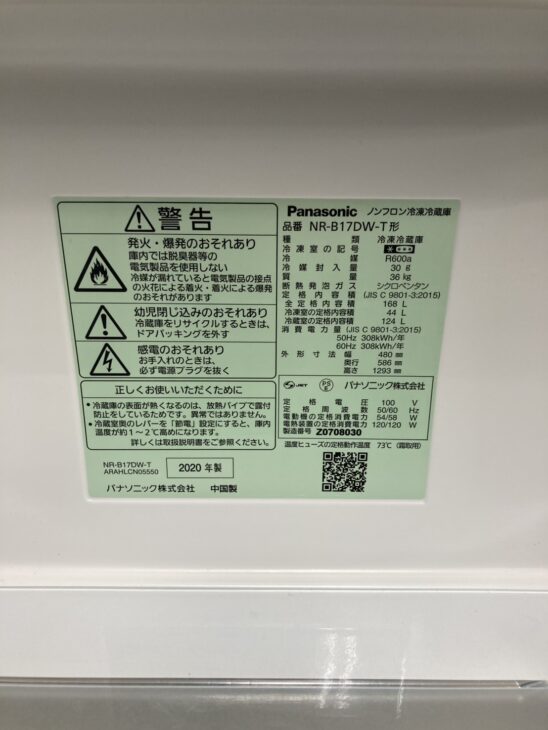 警告
発火・爆発のおそれあり
庫内では脱臭器等の
電気製品を使用しない
冷媒が漏れていると電気製品の接点
の火花による着火・着火による爆発
のおそれあり
幼児閉じ込みのおそれあり
冷蔵庫をリサイクルするときは、
ドアパッキングを外す
感電のおそれあり
お手入れのときは、
必ず電源プラグを抜く
正しくお使いいただくために
●冷蔵庫の表面が熱くなるのは、放熱パイプで露付
防止をしているためです。異常ではありません。
●冷蔵室奥のレバーを「節電」設定にすると、庫内
温度が約1~2℃高めになります。
詳しくは取扱説明書をご参照ください。
NR-B17DW-T
ARAHLCN05550
2020 年製
パナソニック株式会社 中国製
Panasonic ノンフロン冷凍冷蔵庫
品番 NR-B17DW-T形
種類 冷凍冷蔵庫
冷凍室の記号
冷媒 R600a
冷媒封入量 30 g
質量 36 kg
断熱発泡ガス シクロペンタン
定格内容積 (JIS C 9801-3:2015)
全定格内容積 168 L
冷凍室の定格内容積 44 L
冷蔵室の定格内容積 124 L
消費電力量 (JIS C 9801-3:2015)
50Hz 308kWh/年
60Hz 308kWh/年
外形寸法 幅 480 mm
奥行 586 mm
高さ 1293 mm
JET PS E パナソニック株式会社
定格電圧 100 V
定格周波数 50/60 Hz
電動機の定格消費電力 54/58 W
電熱装置の定格消費電力 120/120 W
製造番号 Z0708030
温度ヒューズの定格動作温度 73℃ (霜取用)